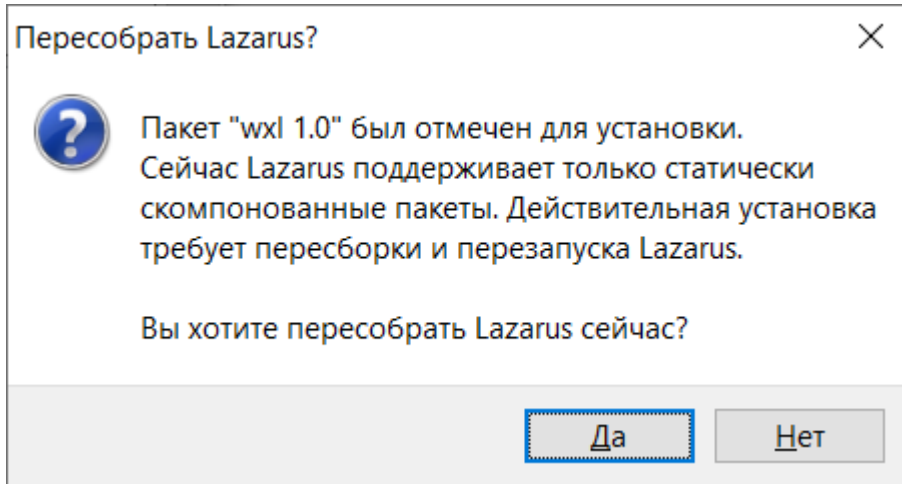 Пересобрать Lazarus?
Пакет "wxl 1.0" был отмечен для установки.
Сейчас Lazarus поддерживает только статически
скомпонованные пакеты. Действительная установка
требует пересборки и перезапуска Lazarus.
Вы хотите пересобрать Lazarus сейчас?
Да
Нет